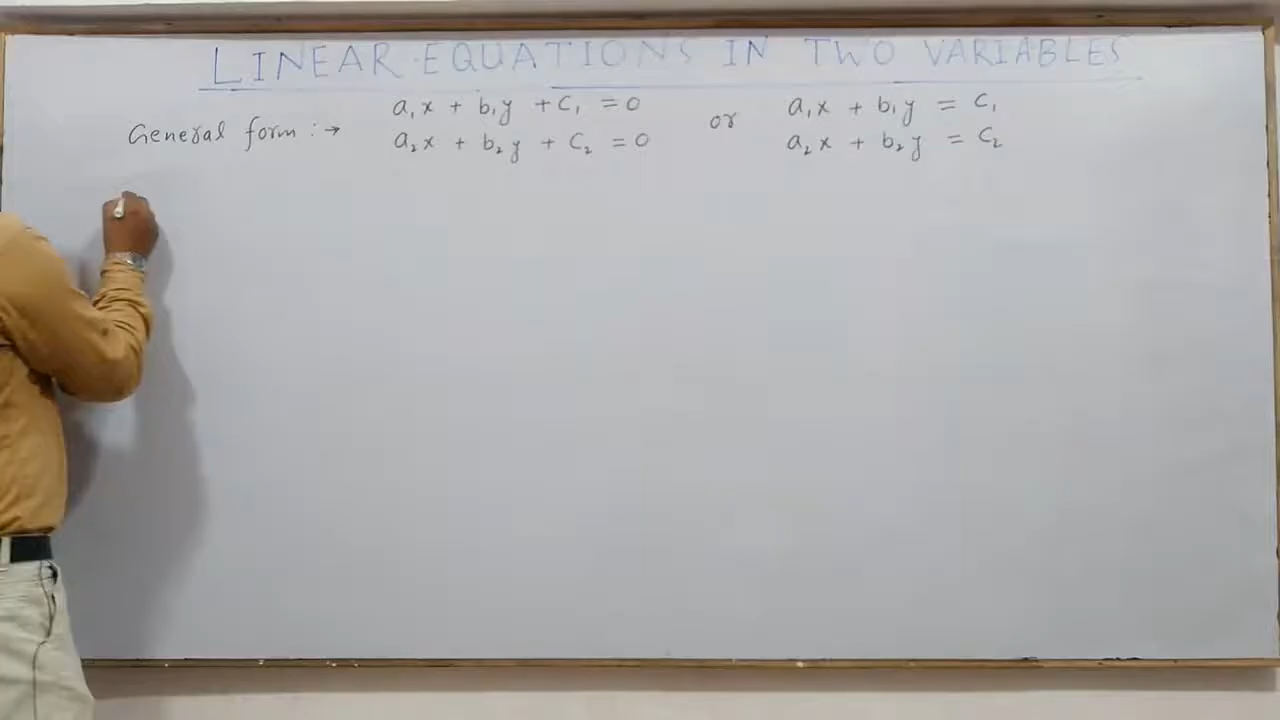 LINEAR EQUATIONS IN TWO VARIABLES
General form :→ a₁x + b₁y + c₁ = 0 or a₁x + b₁y = c₁
a₂x + b₂y + c₂ = 0 a₂x + b₂y = c₂